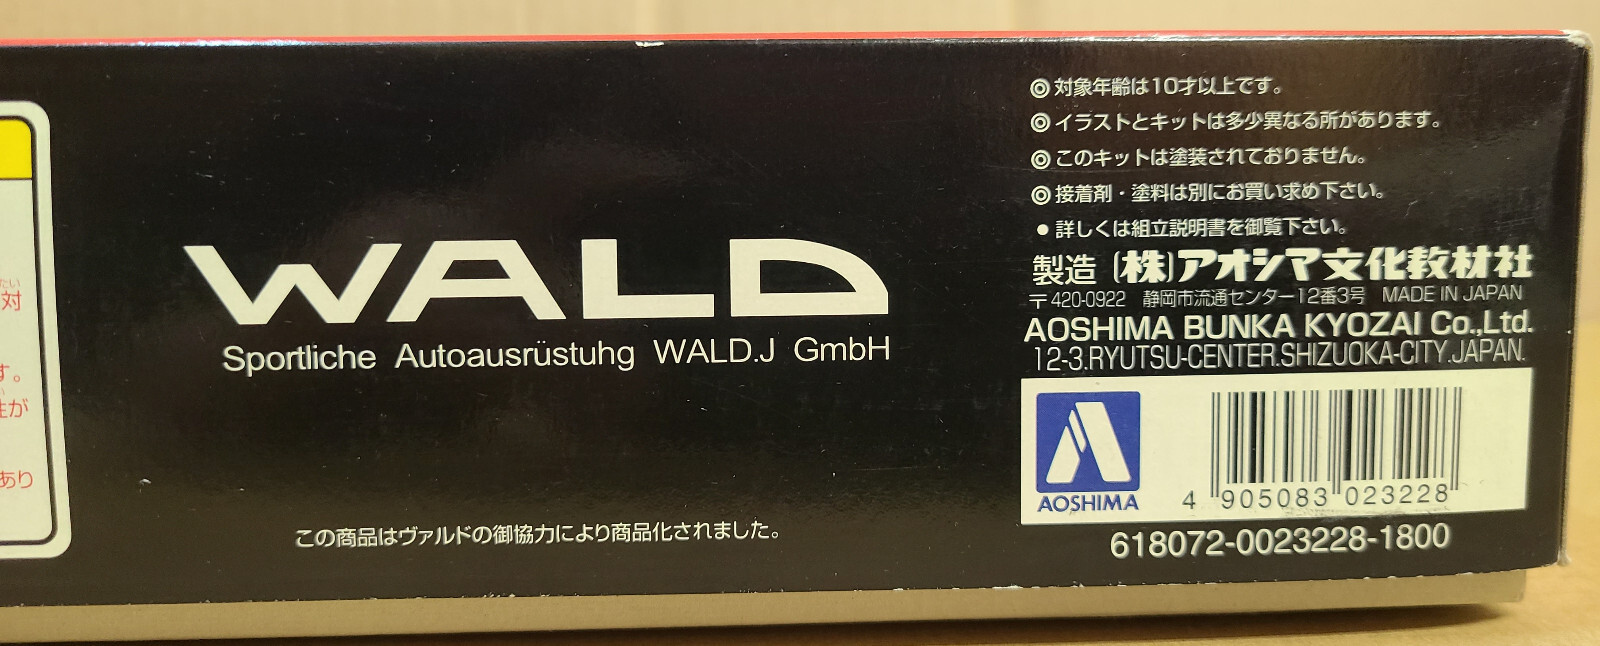 対
す。
生が
あり
WALD
Sportliche Autoausrüstuhg WALD.J GmbH
この商品はヴァルドの御協力により商品化されました。
◎対象年齢は10才以上です。
◎イラストとキットは多少異なる所があります。
◎このキットは塗装されておりません。
◎接着剤・塗料は別にお買い求め下さい。
●詳しくは組立説明書を御覧下さい。
製造 (株)アオシマ文化教材社
〒420-0922 静岡市流通センター12番3号 MADE IN JAPAN
AOSHIMA BUNKA KYOZAI Co.,Ltd.
12-3.RYUTSU-CENTER.SHIZUOKA-CITY.JAPAN.
AOSHIMA
4 905083 023228
618072-0023228-1800